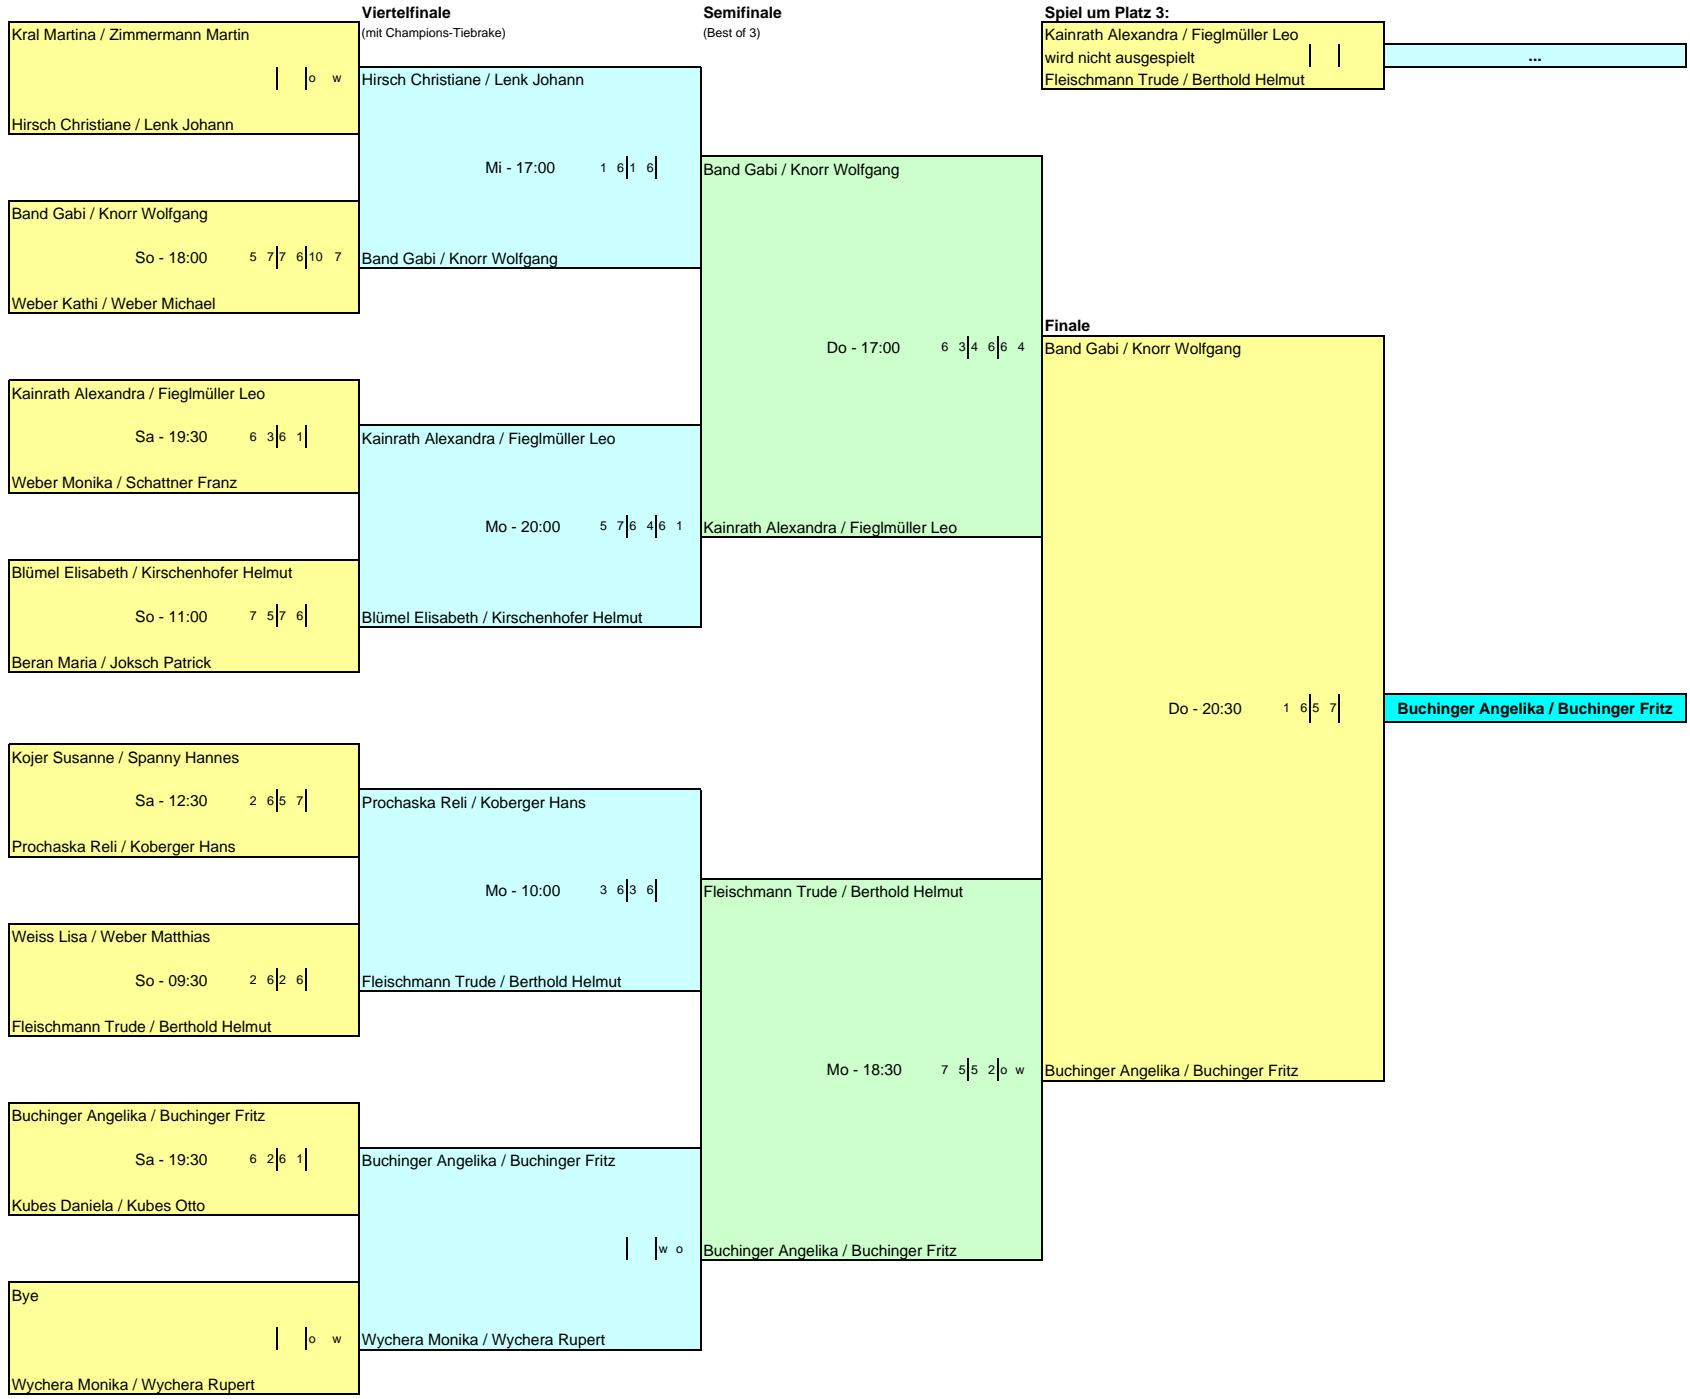 Viertelfinale
(mit Champions-Tiebrake)
Semifinale
(Best of 3)
Spiel um Platz 3:
Kainrath Alexandra / Fieglmüller Leo
wird nicht ausgespielt
...
Fleischmann Trude / Berthold Helmut
Kral Martina / Zimmermann Martin
o w
Hirsch Christiane / Lenk Johann
Band Gabi / Knorr Wolfgang
So - 18:00 5 7 7 6 10 7
Weber Kathi / Weber Michael
Kainrath Alexandra / Fieglmüller Leo
Sa - 19:30 6 3 6 1
Weber Monika / Schattner Franz
Blümel Elisabeth / Kirschenhofer Helmut
So - 11:00 7 5 7 6
Beran Maria / Joksch Patrick
Kojer Susanne / Spanny Hannes
Sa - 12:30 2 6 5 7
Prochaska Reli / Koberger Hans
Weiss Lisa / Weber Matthias
So - 09:30 2 6 2 6
Fleischmann Trude / Berthold Helmut
Buchinger Angelika / Buchinger Fritz
Sa - 19:30 6 2 6 1
Kubes Daniela / Kubes Otto
Bye
o w
Wychera Monika / Wychera Rupert
Hirsch Christiane / Lenk Johann
Mi - 17:00 1 6 1 6
Band Gabi / Knorr Wolfgang
Kainrath Alexandra / Fieglmüller Leo
Mo - 20:00 5 7 6 4 6 1
Blümel Elisabeth / Kirschenhofer Helmut
Prochaska Reli / Koberger Hans
Mo - 10:00 3 6 3 6
Fleischmann Trude / Berthold Helmut
Buchinger Angelika / Buchinger Fritz
w o
Wychera Monika / Wychera Rupert
Band Gabi / Knorr Wolfgang
Do - 17:00 6 3 4 6 6 4
Kainrath Alexandra / Fieglmüller Leo
Fleischmann Trude / Berthold Helmut
Mo - 18:30 7 5 5 2 o w
Buchinger Angelika / Buchinger Fritz
Finale
Band Gabi / Knorr Wolfgang
Do - 20:30 1 6 5 7
Buchinger Angelika / Buchinger Fritz
Buchinger Angelika / Buchinger Fritz